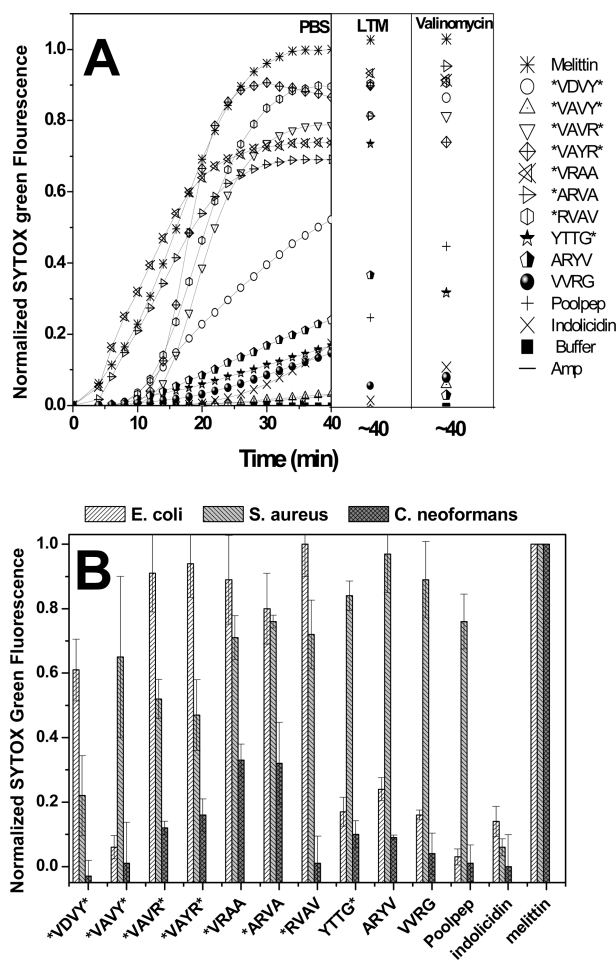 A
PBS
LTM
Valinomycin
Normalized SYTOX green Flourescence
1.0
0.8
0.6
0.4
0.2
0.0
0
10
20
30
40
~40
~40
Time (min)
Melittin
*VDVY*
*VAVY*
*VAVR*
*VAYR*
*VRAA
*ARVA
*RVAV
YTTG*
ARYV
VVRG
Poolpep
Indolicidin
Buffer
Amp
E. coli
S. aureus
C. neoformans
B
Normalized SYTOX Green Fluorescence
1.0
0.8
0.6
0.4
0.2
0.0
*VDVY*
*VAVY*
*VAVR*
*VAYR*
*VRAA
*ARVA
*RVAV
YTTG*
ARYV
VVRG
Poolpep
indolicidin
melittin